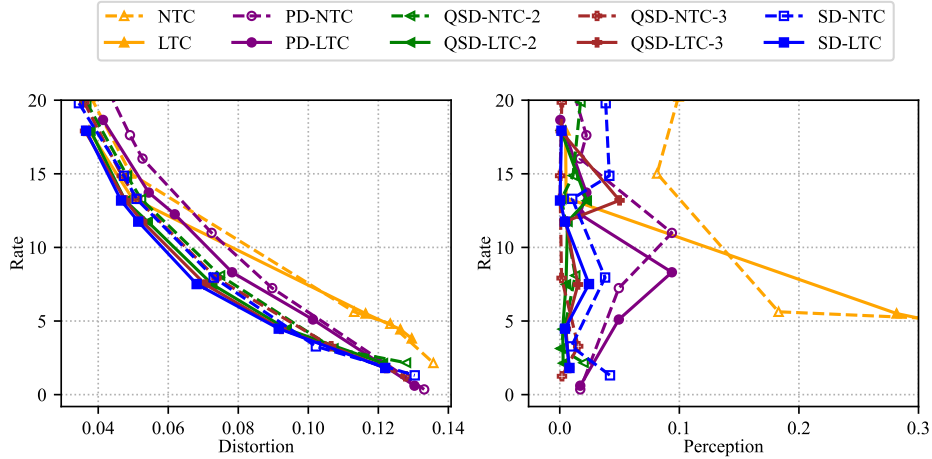 NTC PD-NTC QSD-NTC-2 QSD-NTC-3 SD-NTC
LTC PD-LTC QSD-LTC-2 QSD-LTC-3 SD-LTC
20
15
10
5
0
Rate
0.04 0.06 0.08 0.10 0.12 0.14
Distortion
20
15
10
5
0
Rate
0.0 0.1 0.2 0.3
Perception